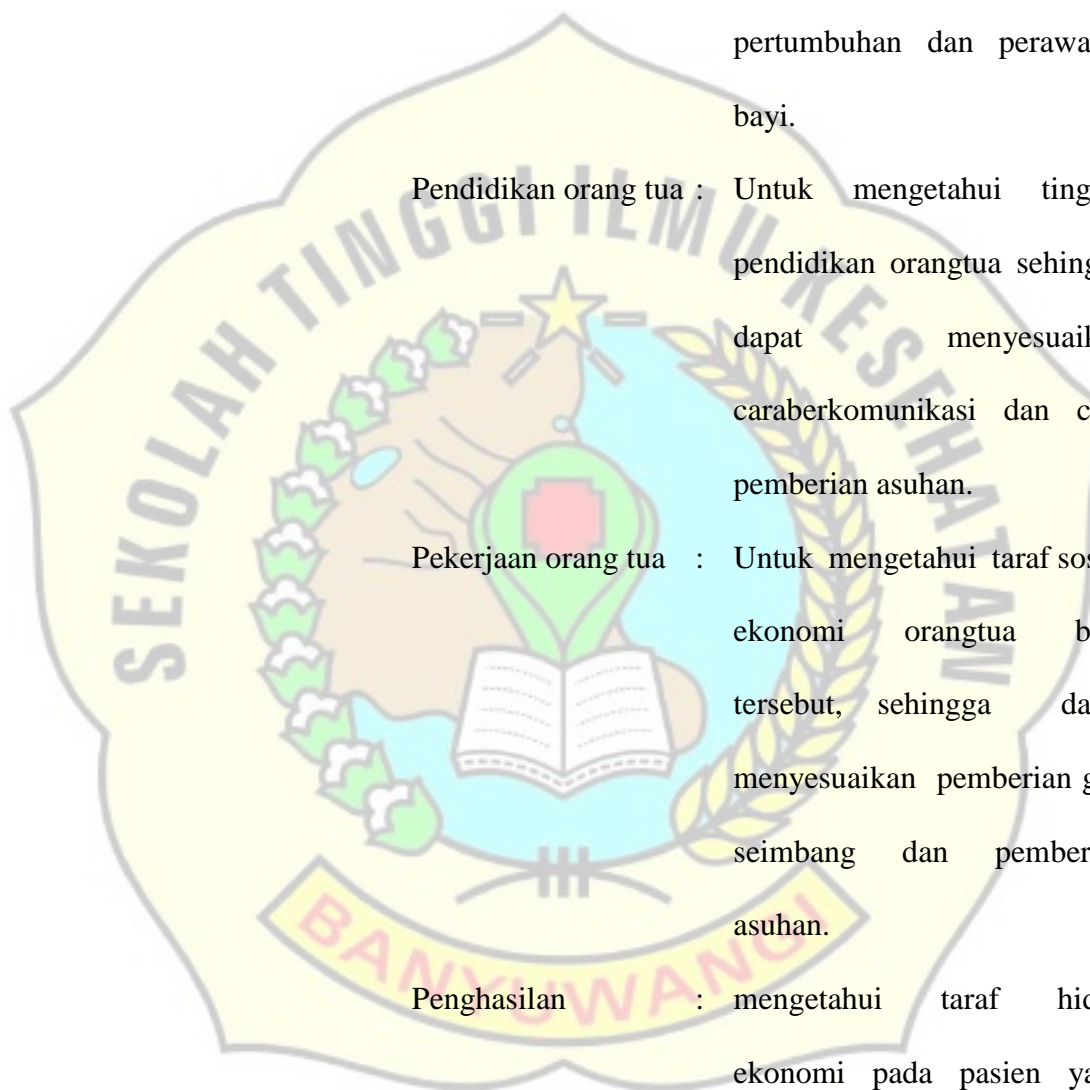 pertumbuhan dan perawa
bayi.
Pendidikan orang tua : Untuk mengetahui ting
pendidikan orangtua sehing
dapat menyesuaik
caraberkomunikasi dan c
pemberian asuhan.
Pekerjaan orang tua : Untuk mengetahui taraf sos
ekonomi orangtua b
tersebut, sehingga da
menyesuaikan pemberian g
seimbang dan pember
asuhan.
Penghasilan : mengetahui taraf hid
ekonomi pada pasien ya
SEKOLAH TINGGI ILMU KESEHATAN
BANYUWANGI